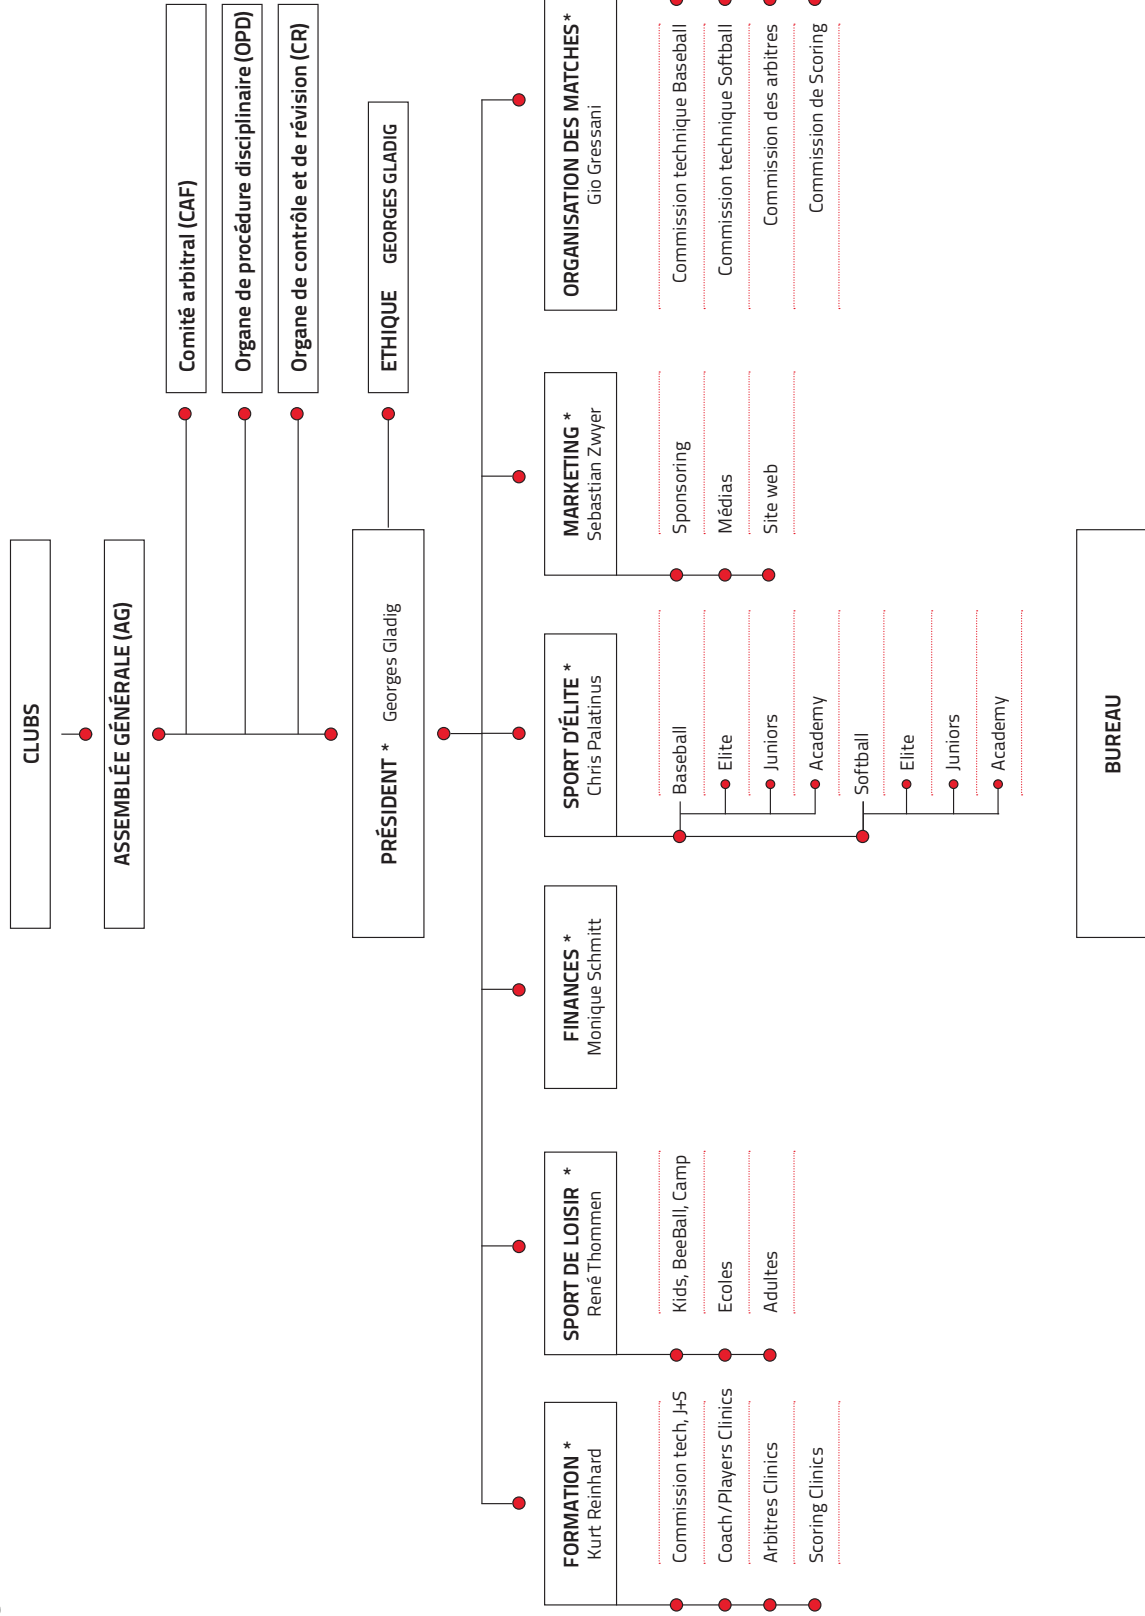 CLUBS
ASSEMBLÉE GÉNÉRALE (AG)
Comité arbitral (CAF)
Organe de procédure disciplinaire (OPD)
Organe de contrôle et de révision (CR)
PRÉSIDENT * Georges Gladig
ETHIQUE GEORGES GLADIG
FORMATION *
Kurt Reinhard
Commission tech, J+S
Coach/Players Clinics
Arbitres Clinics
Scoring Clinics
SPORT DE LOISIR *
René Thommen
Kids, BeeBall, Camp
Ecoles
Adultes
FINANCES *
Monique Schmitt
SPORT D'ÉLITE *
Chris Palatinus
Baseball
Elite
Juniors
Academy
Softball
Elite
Juniors
Academy
MARKETING *
Sebastian Zwyer
Sponsoring
Médias
Site web
ORGANISATION DES MATCHES*
Gio Gressani
Commission technique Baseball
Commission technique Softball
Commission des arbitres
Commission de Scoring
BUREAU